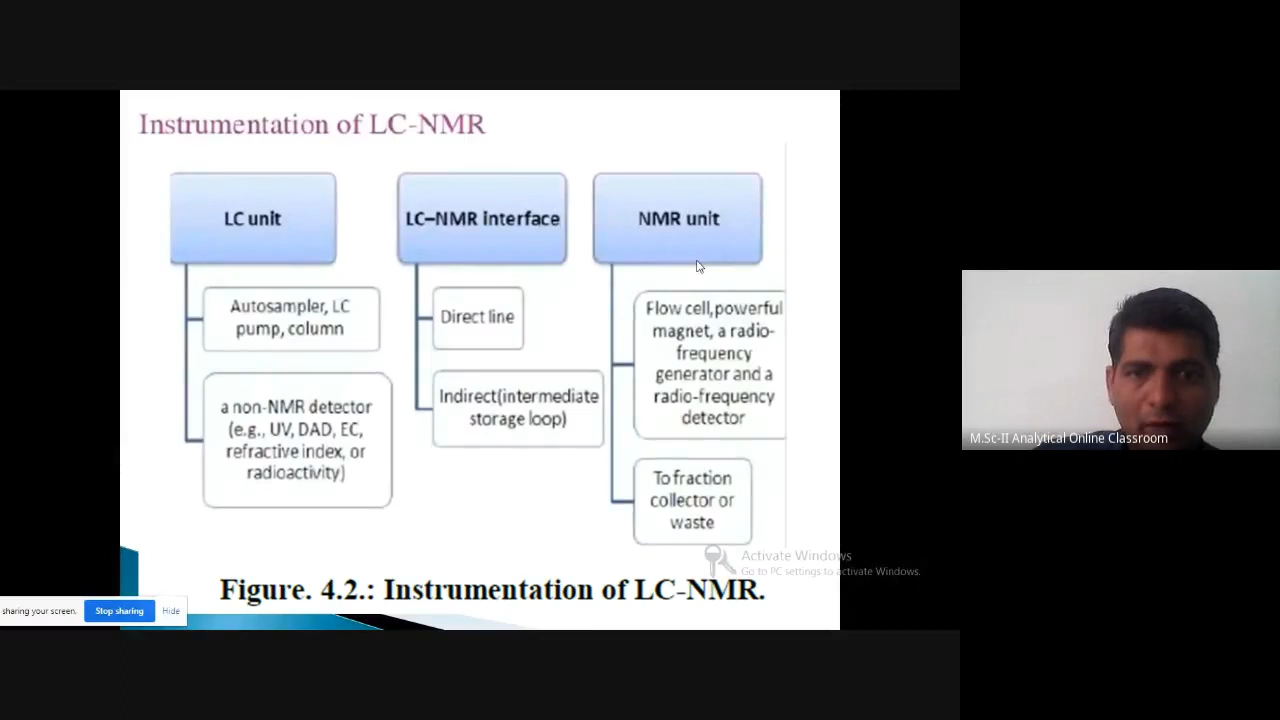 Instrumentation of LC-NMR
LC unit
Autosampler, LC
pump, column
a non-NMR detector
(e.g., UV, DAD, EC,
refractive index, or
radioactivity)
LC–NMR interface
Direct line
Indirect(intermediate
storage loop)
NMR unit
Flow cell,powerful
magnet, a radio-
frequency
generator and a
radio-frequency
detector
To fraction
collector or
waste
Activate Windows
Go to PC settings to activate Windows.
Figure. 4.2.: Instrumentation of LC-NMR.
sharing your screen.
Stop sharing
Hide
M.Sc-II Analytical Online Classroom